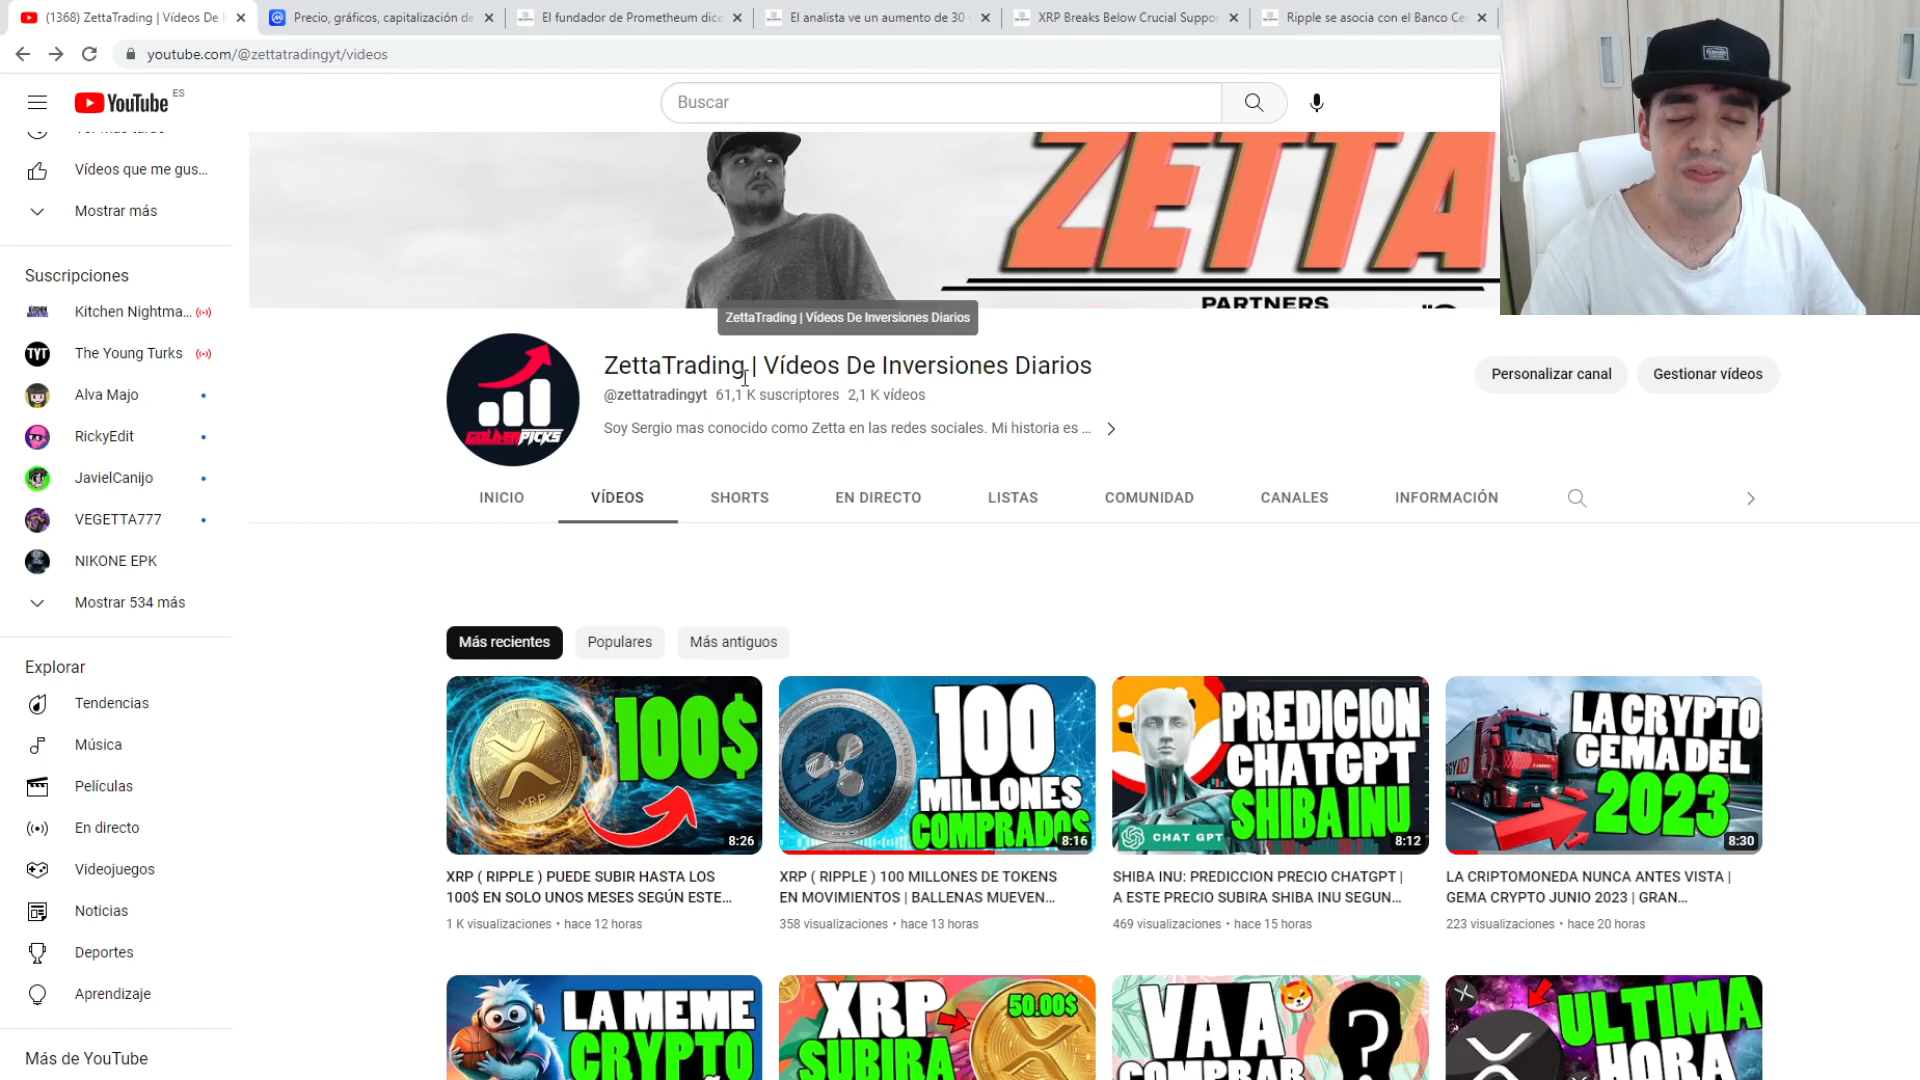 (1368) ZettaTrading | Vídeos De
Precio, gráficos, capitalización de
El fundador de Prometheum dice
El analista ve un aumento de 30
XRP Breaks Below Crucial Suppo
Ripple se asocia con el Banco Ce
youtube.com/@zettatradingyt/videos
YouTube ES
Buscar
Vídeos que me gus...
Mostrar más
Suscripciones
Kitchen Nightma...
TYT
The Young Turks
Alva Majo
RickyEdit
JavielCanijo
VEGETTA777
NIKONE EPK
Mostrar 534 más
Explorar
Tendencias
Música
Películas
En directo
Videojuegos
Noticias
Deportes
Aprendizaje
Más de YouTube
ZETTA
PARTNERS
ZettaTrading | Vídeos De Inversiones Diarios
GOLDENPICKS
ZettaTrading | Vídeos De Inversiones Diarios
@zettatradingyt 61,1 K suscriptores 2,1 K vídeos
Soy Sergio mas conocido como Zetta en las redes sociales. Mi historia es ...
Personalizar canal
Gestionar vídeos
INICIO
VÍDEOS
SHORTS
EN DIRECTO
LISTAS
COMUNIDAD
CANALES
INFORMACIÓN
Más recientes
Populares
Más antiguos
100$
XRP
8:26
XRP ( RIPPLE ) PUEDE SUBIR HASTA LOS
100$ EN SOLO UNOS MESES SEGÚN ESTE...
1 K visualizaciones • hace 12 horas
100
MILLONES
COMPRADOS
8:16
XRP ( RIPPLE ) 100 MILLONES DE TOKENS
EN MOVIMIENTOS | BALLENAS MUEVEN...
358 visualizaciones • hace 13 horas
PREDICION
CHATGPT
SHIBA INU
CHAT GPT
8:12
SHIBA INU: PREDICCION PRECIO CHATGPT |
A ESTE PRECIO SUBIRA SHIBA INU SEGUN...
469 visualizaciones • hace 15 horas
LA CRYPTO
GEMA DEL
2023
8:30
LA CRIPTOMONEDA NUNCA ANTES VISTA |
GEMA CRYPTO JUNIO 2023 | GRAN...
223 visualizaciones • hace 20 horas
LA MEME
CRYPTO
XRP
SUBIRA
50.00$
VA A
COMPRAR
?
ULTIMA
HORA